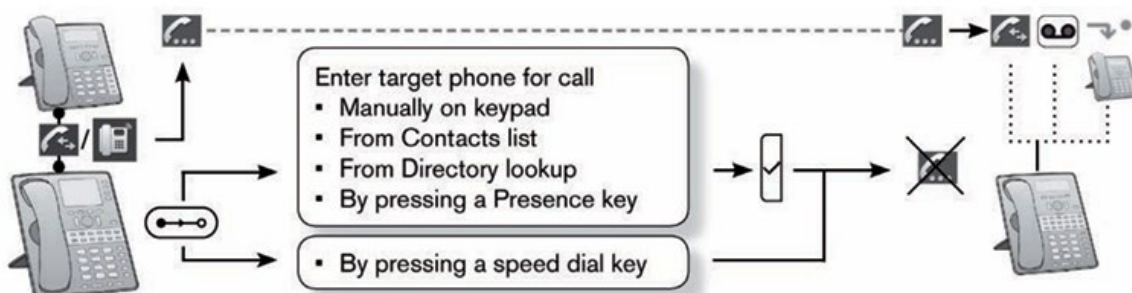 Enter target phone for call
▪ Manually on keypad
▪ From Contacts list
▪ From Directory lookup
▪ By pressing a Presence key
▪ By pressing a speed dial key